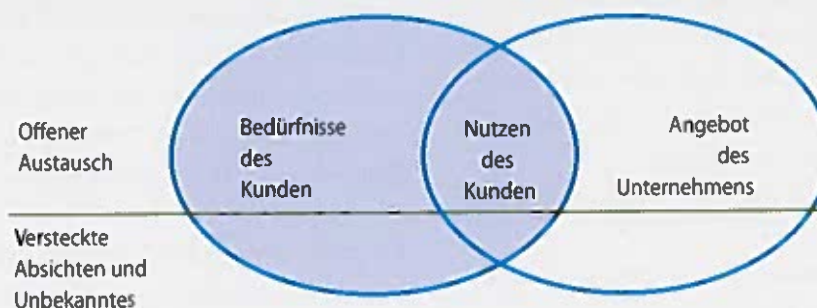 Offener
Austausch
Bedürfnisse
des
Kunden
Nutzen
des
Kunden
Angebot
des
Unternehmens
Versteckte
Absichten und
Unbekanntes